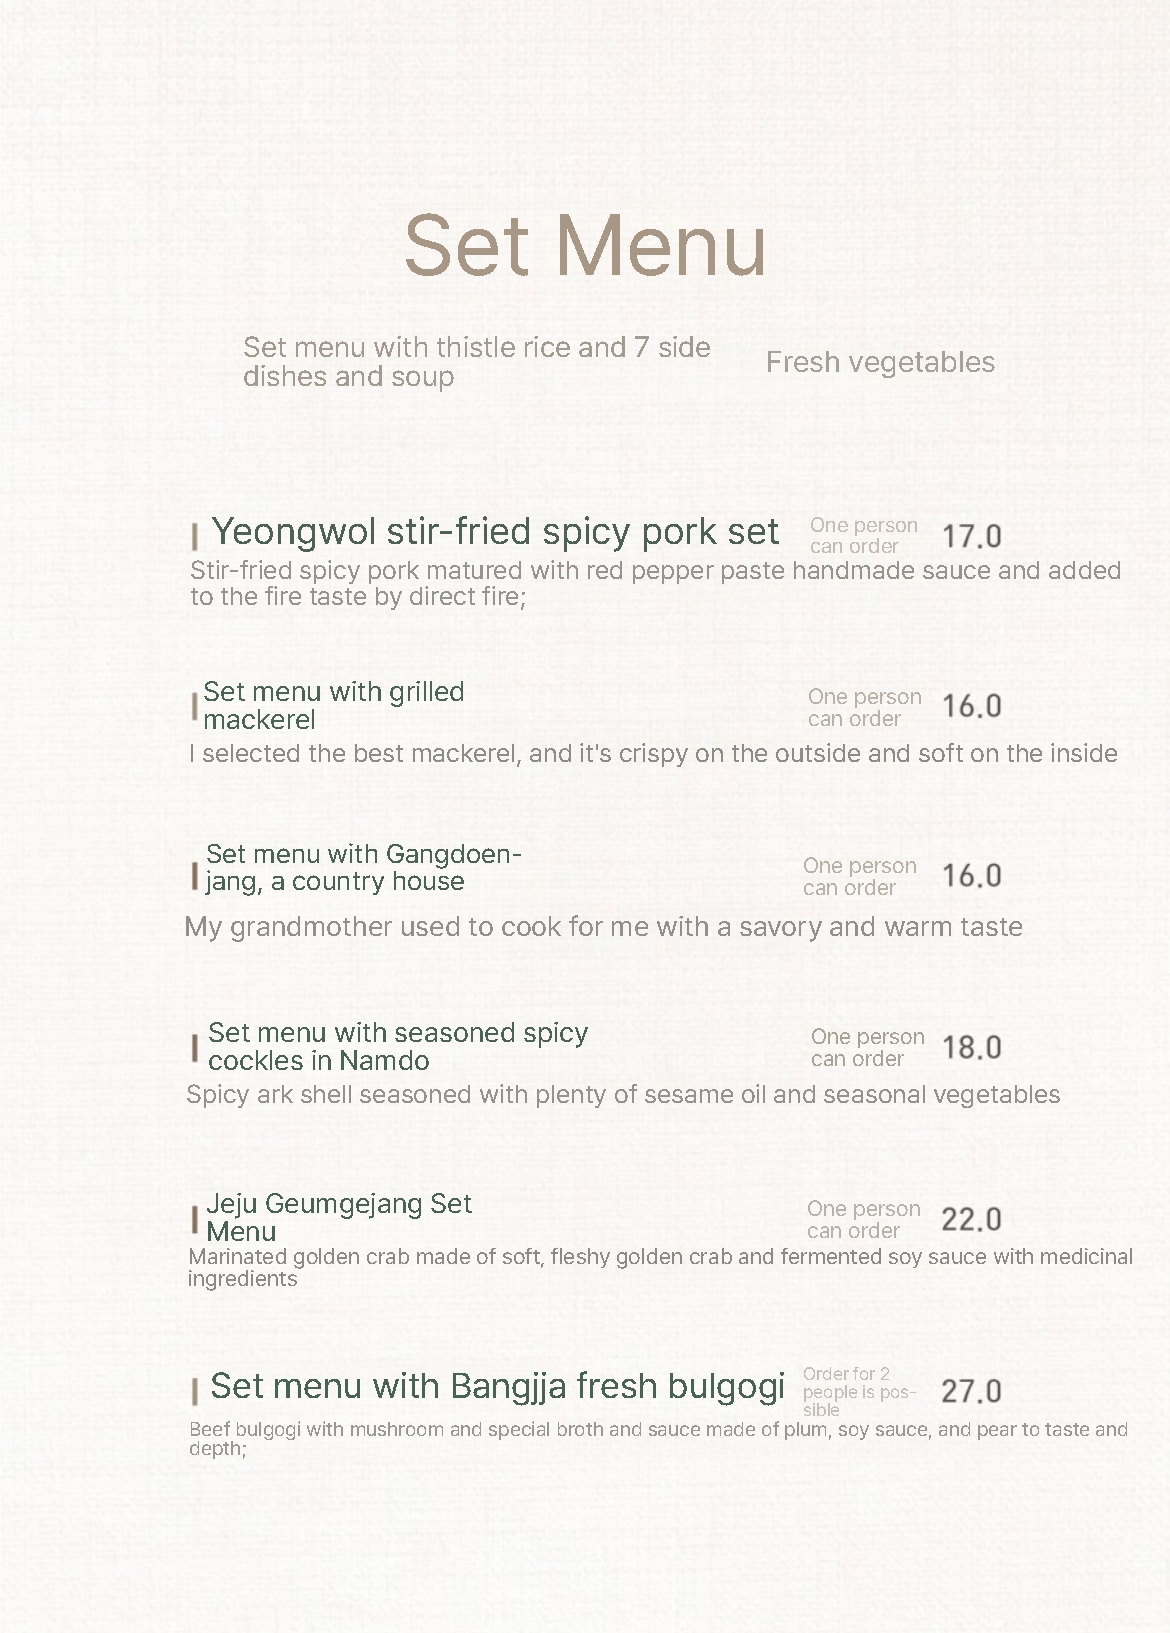 Set Menu
Set menu with thistle rice and 7 side
dishes and soup
Fresh vegetables
Yeongwol stir-fried spicy pork set
One person
can order
17.0
Stir-fried spicy pork matured with red pepper paste handmade sauce and added
to the fire taste by direct fire;
Set menu with grilled
mackerel
One person
can order
16.0
I selected the best mackerel, and it's crispy on the outside and soft on the inside
Set menu with Gangdoen-
jang, a country house
One person
can order
16.0
My grandmother used to cook for me with a savory and warm taste
Set menu with seasoned spicy
cockles in Namdo
One person
can order
18.0
Spicy ark shell seasoned with plenty of sesame oil and seasonal vegetables
Jeju Geumgejang Set
Menu
One person
can order
22.0
Marinated golden crab made of soft, fleshy golden crab and fermented soy sauce with medicinal
ingredients
Set menu with Bangjja fresh bulgogi
Order for 2
people is pos-
sible
27.0
Beef bulgogi with mushroom and special broth and sauce made of plum, soy sauce, and pear to taste and
depth;